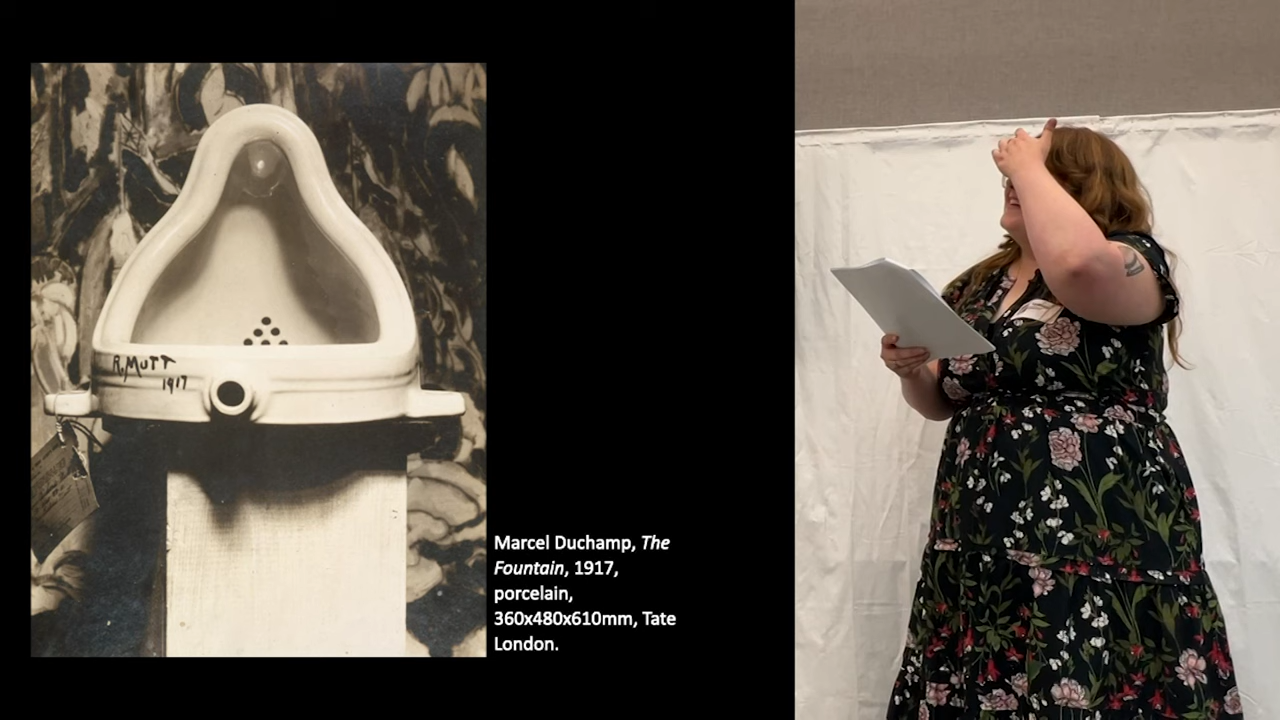 R. MUTT
1917
Marcel Duchamp, The
Fountain, 1917,
porcelain,
360x480x610mm, Tate
London.